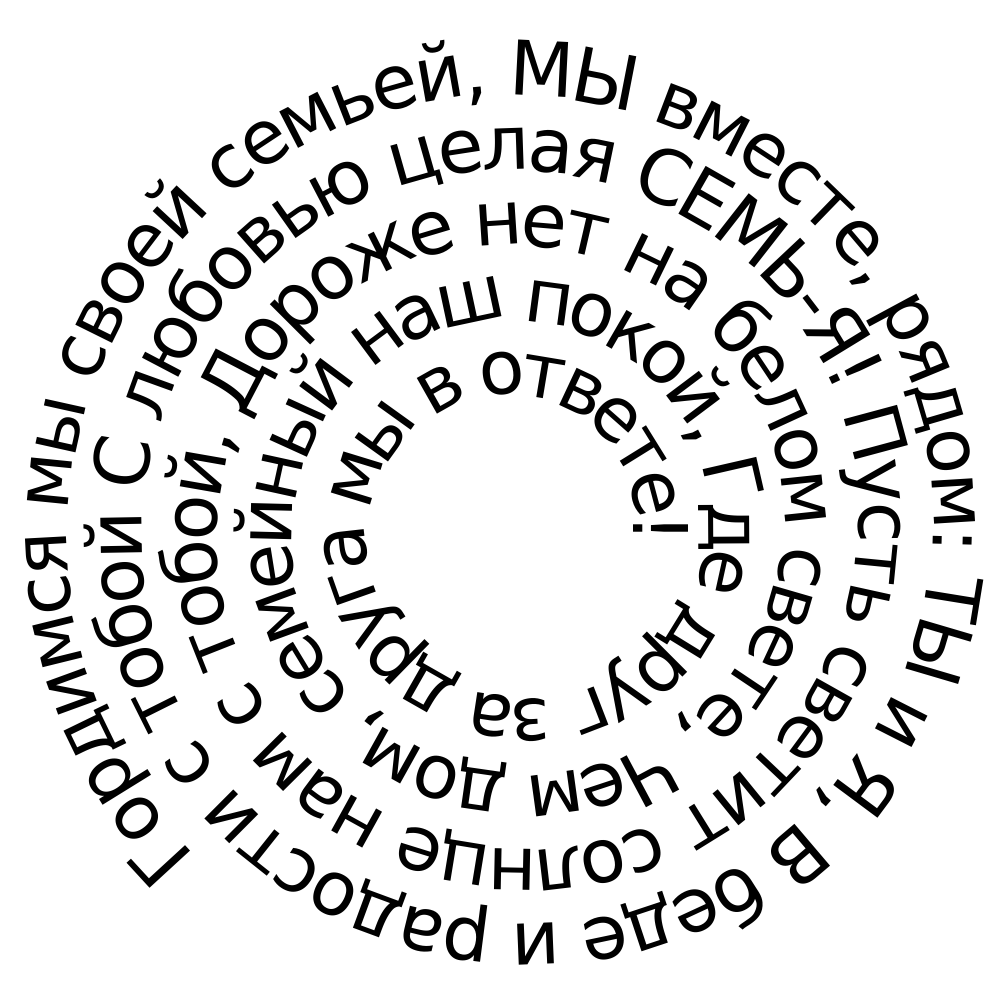 Гордимся мы своей семьей, МЫ вместе, рядом: ТЫ и Я, В беде и радости с тобой С любовью целая СЕМЬ-Я! Пусть светит солнце нам с тобой, Дороже нет на белом свете, Чем дом, семейный наш покой, Где друг за друга мы в ответе!